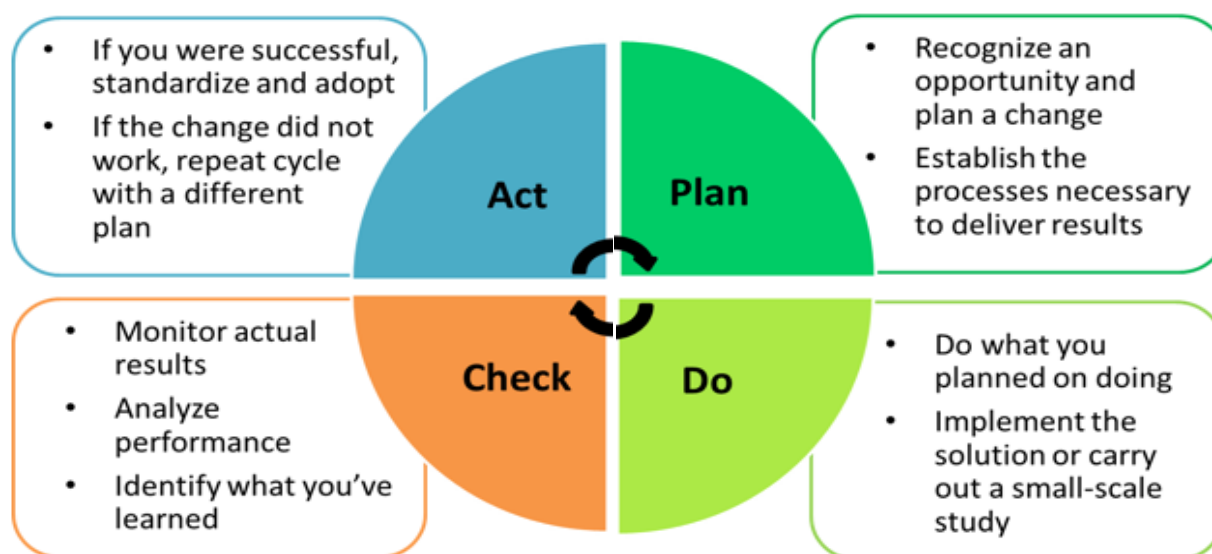 • If you were successful,
standardize and adopt
• If the change did not
work, repeat cycle
with a different
plan
Act
Plan
• Recognize an
opportunity and
plan a change
• Establish the
processes necessary
to deliver results
• Monitor actual
results
• Analyze
performance
• Identify what you’ve
learned
Check
Do
• Do what you
planned on doing
• Implement the
solution or carry
out a small-scale
study